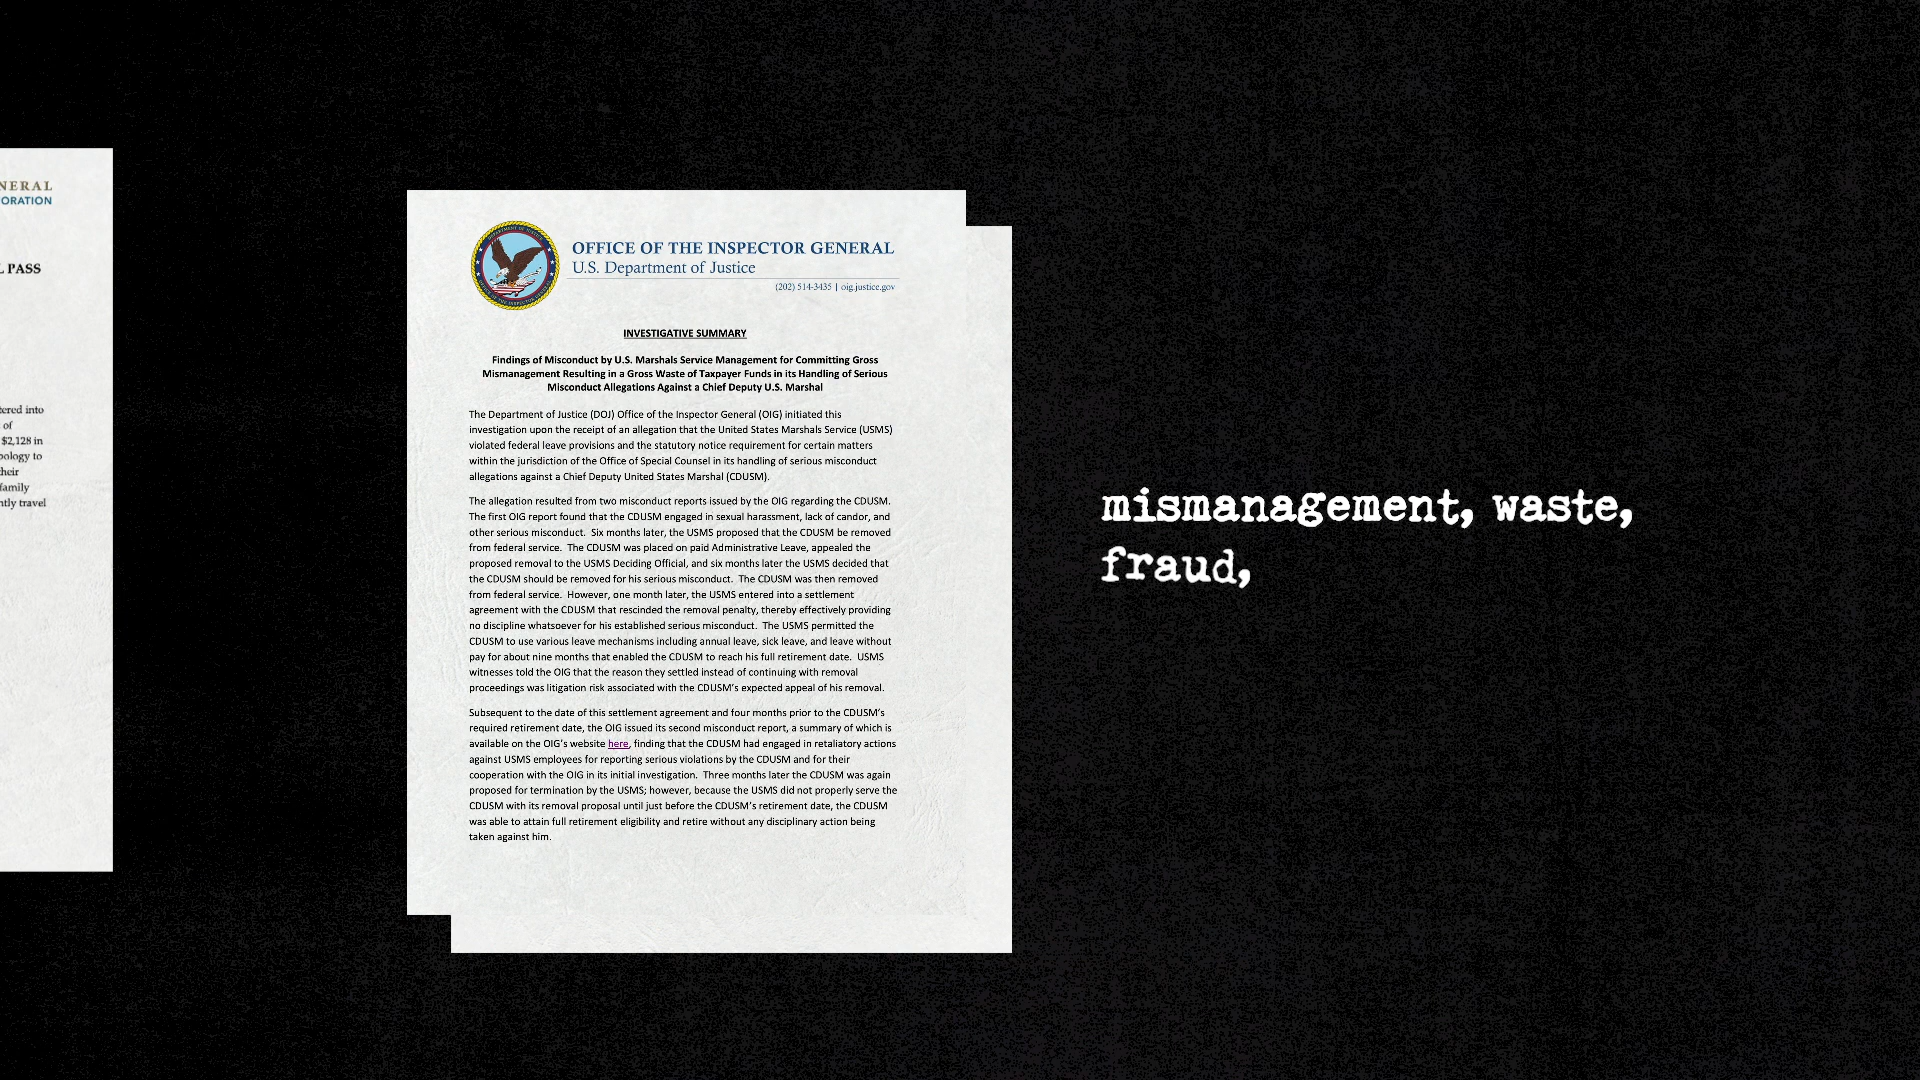 NERAL
ORATION
L PASS
tered into
of
$2,128 in
pology to
their
family
ntly travel
OFFICE OF THE INSPECTOR GENERAL
U.S. Department of Justice
(202) 514-3435 | oig.justice.gov
INVESTIGATIVE SUMMARY
Findings of Misconduct by U.S. Marshals Service Management for Committing Gross
Mismanagement Resulting in a Gross Waste of Taxpayer Funds in its Handling of Serious
Misconduct Allegations Against a Chief Deputy U.S. Marshal
The Department of Justice (DOJ) Office of the Inspector General (OIG) initiated this
investigation upon the receipt of an allegation that the United States Marshals Service (USMS)
violated federal leave provisions and the statutory notice requirement for certain matters
within the jurisdiction of the Office of Special Counsel in its handling of serious misconduct
allegations against a Chief Deputy United States Marshal (CDUSM).
The allegation resulted from two misconduct reports issued by the OIG regarding the CDUSM.
The first OIG report found that the CDUSM engaged in sexual harassment, lack of candor, and
other serious misconduct. Six months later, the USMS proposed that the CDUSM be removed
from federal service. The CDUSM was placed on paid Administrative Leave, appealed the
proposed removal to the USMS Deciding Official, and six months later the USMS decided that
the CDUSM should be removed for his serious misconduct. The CDUSM was then removed
from federal service. However, one month later, the USMS entered into a settlement
agreement with the CDUSM that rescinded the removal penalty, thereby effectively providing
no discipline whatsoever for his established serious misconduct. The USMS permitted the
CDUSM to use various leave mechanisms including annual leave, sick leave, and leave without
pay for about nine months that enabled the CDUSM to reach his full retirement date. USMS
witnesses told the OIG that the reason they settled instead of continuing with removal
proceedings was litigation risk associated with the CDUSM's expected appeal of his removal.
Subsequent to the date of this settlement agreement and four months prior to the CDUSM's
required retirement date, the OIG issued its second misconduct report, a summary of which is
available on the OIG's website here, finding that the CDUSM had engaged in retaliatory actions
against USMS employees for reporting serious violations by the CDUSM and for their
cooperation with the OIG in its initial investigation. Three months later the CDUSM was again
proposed for termination by the USMS; however, because the USMS did not properly serve the
CDUSM with its removal proposal until just before the CDUSM's retirement date, the CDUSM
was able to attain full retirement eligibility and retire without any disciplinary action being
taken against him.
mismanagement, waste,
fraud,